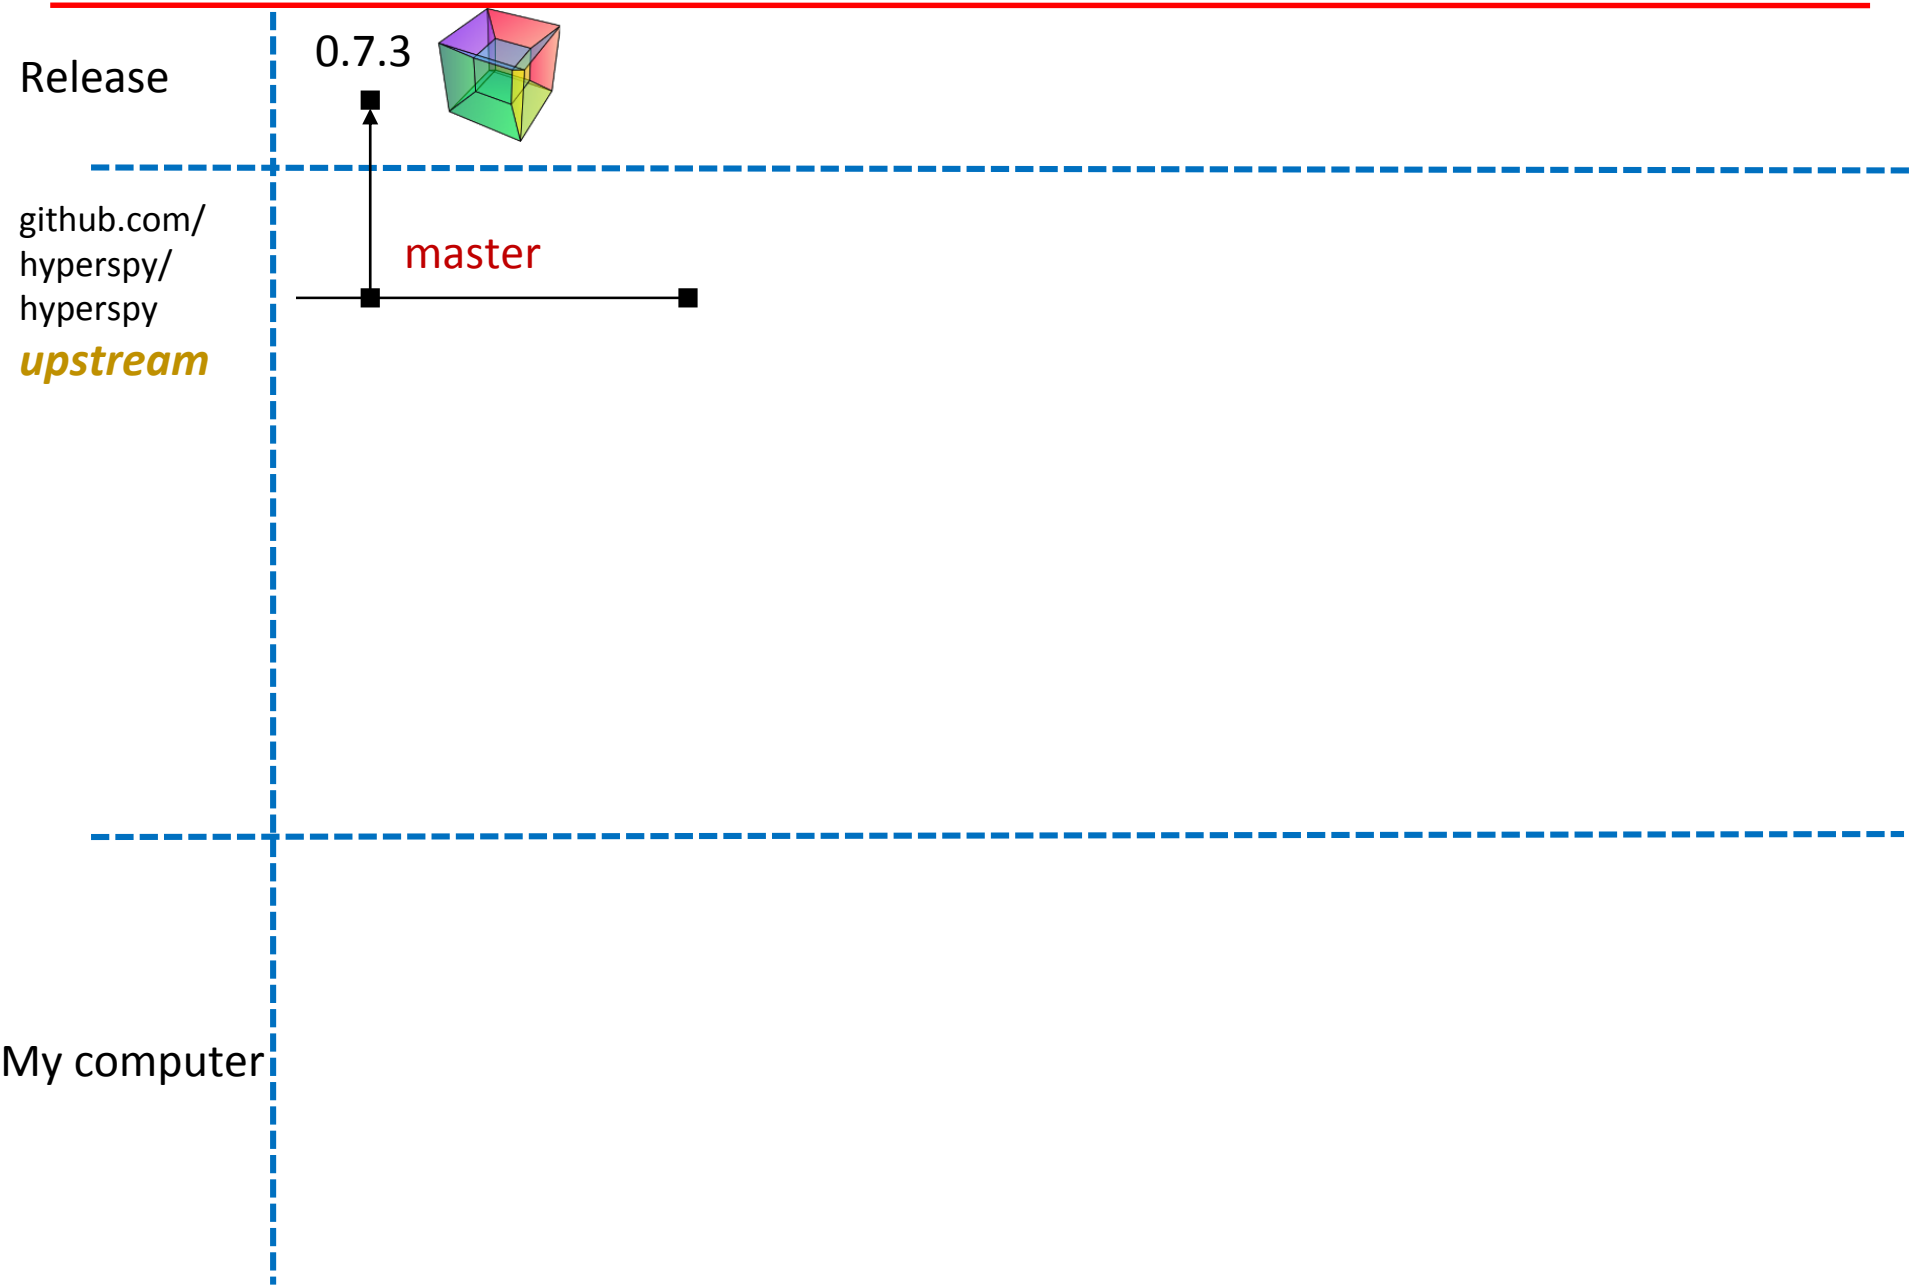 0.7.3
Release
github.com/
hyperspy/
hyperspy
upstream
master
My computer